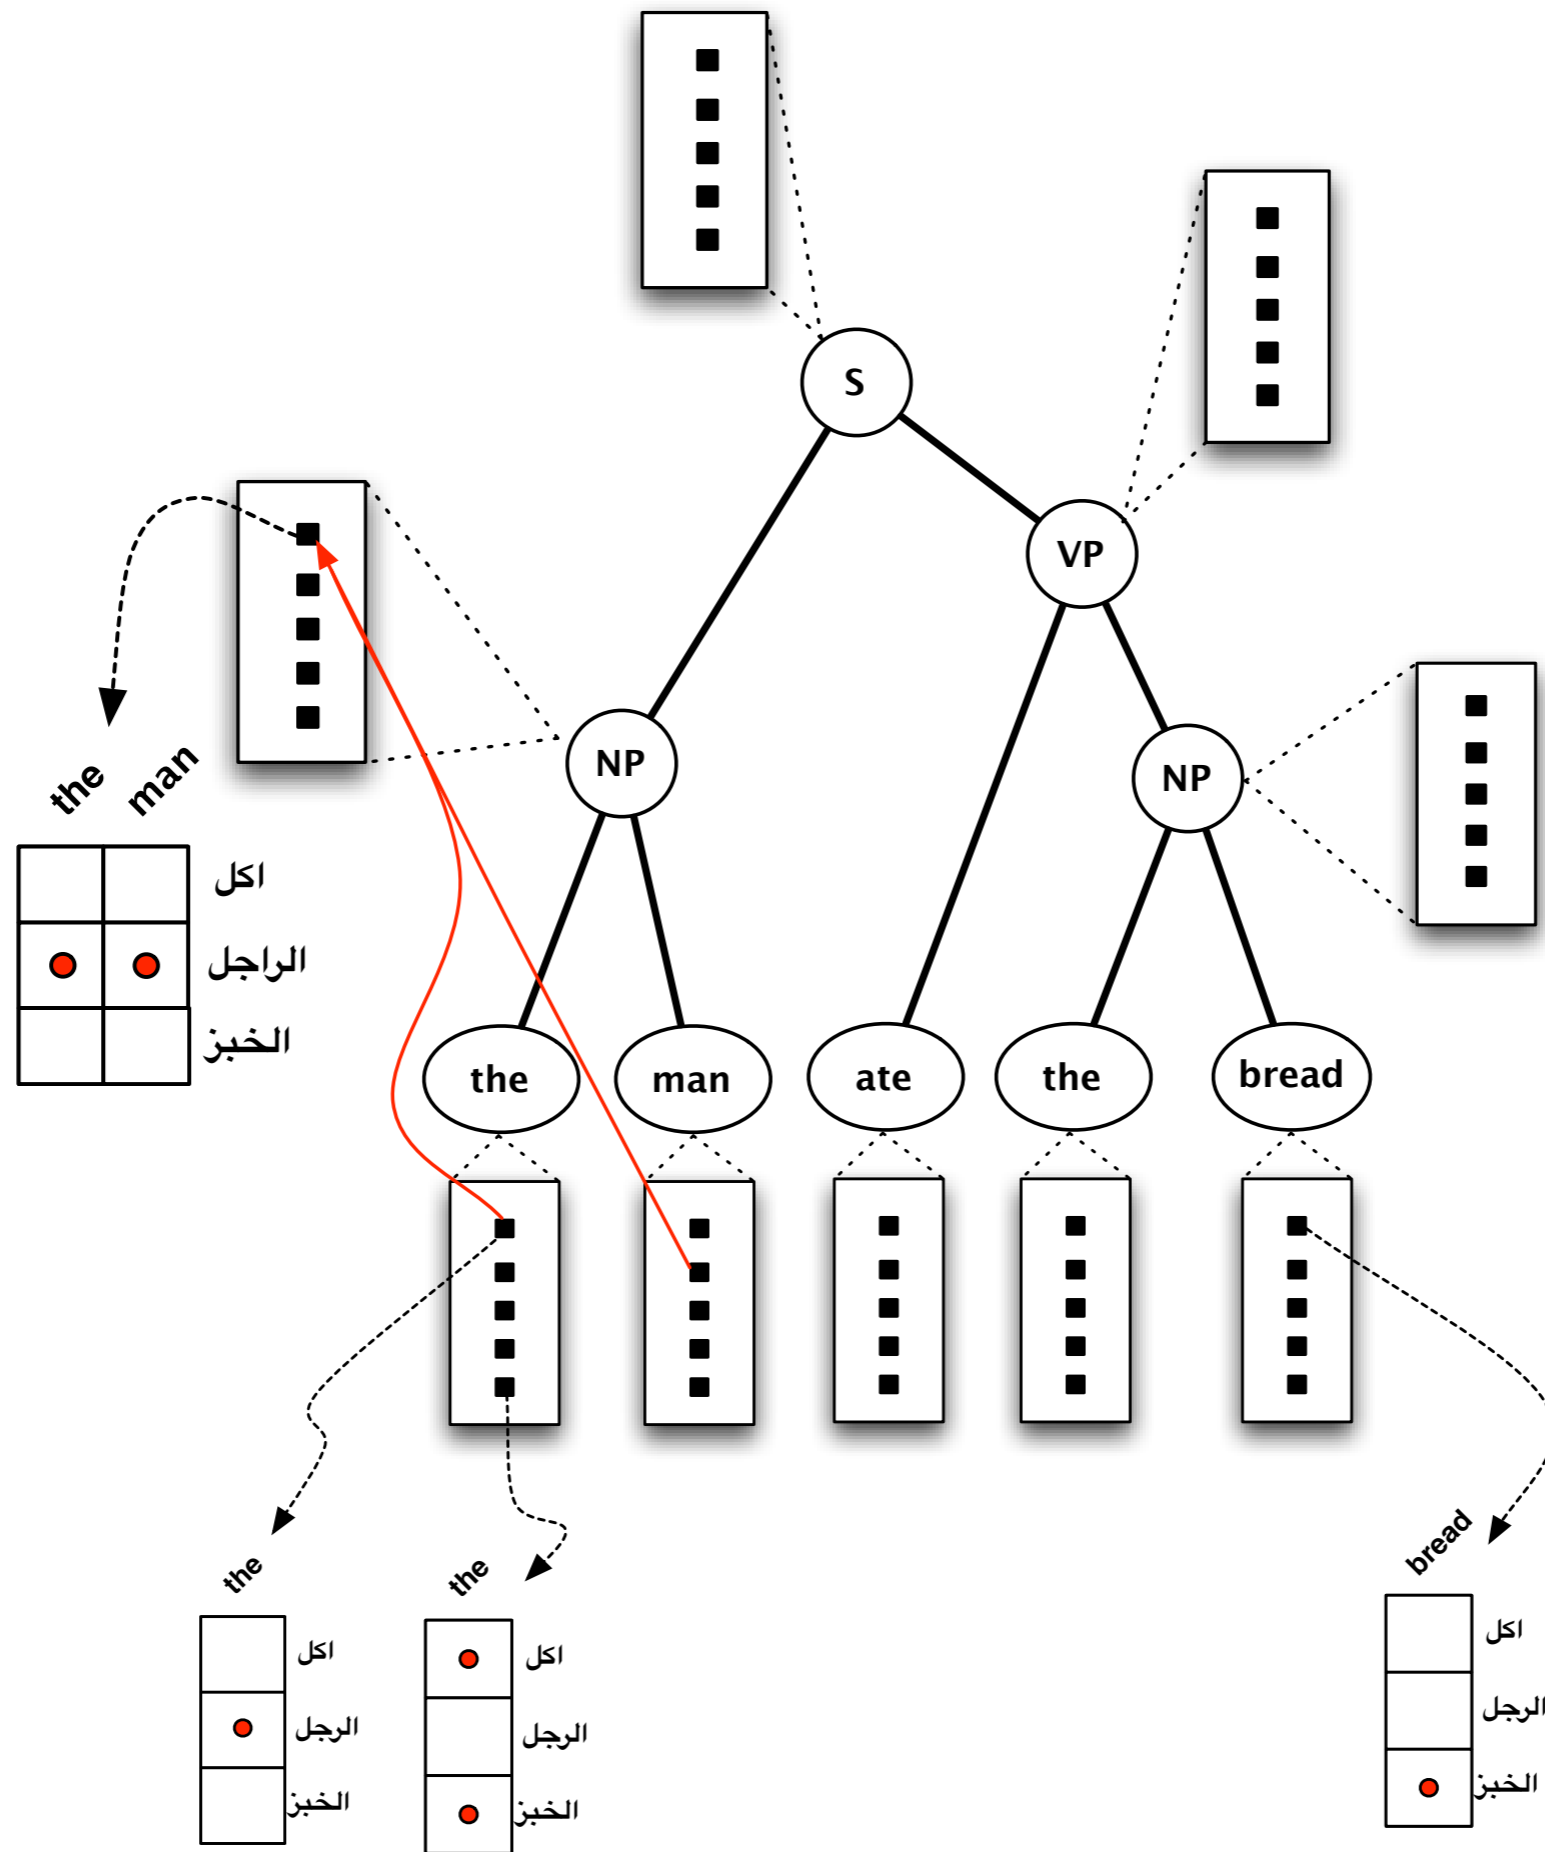 S
VP
NP
NP
the man
اكل
الراجل
الخبز
the
man
ate
the
bread
the
اكل
الرجل
الخبز
the
اكل
الرجل
الخبز
bread
اكل
الرجل
الخبز